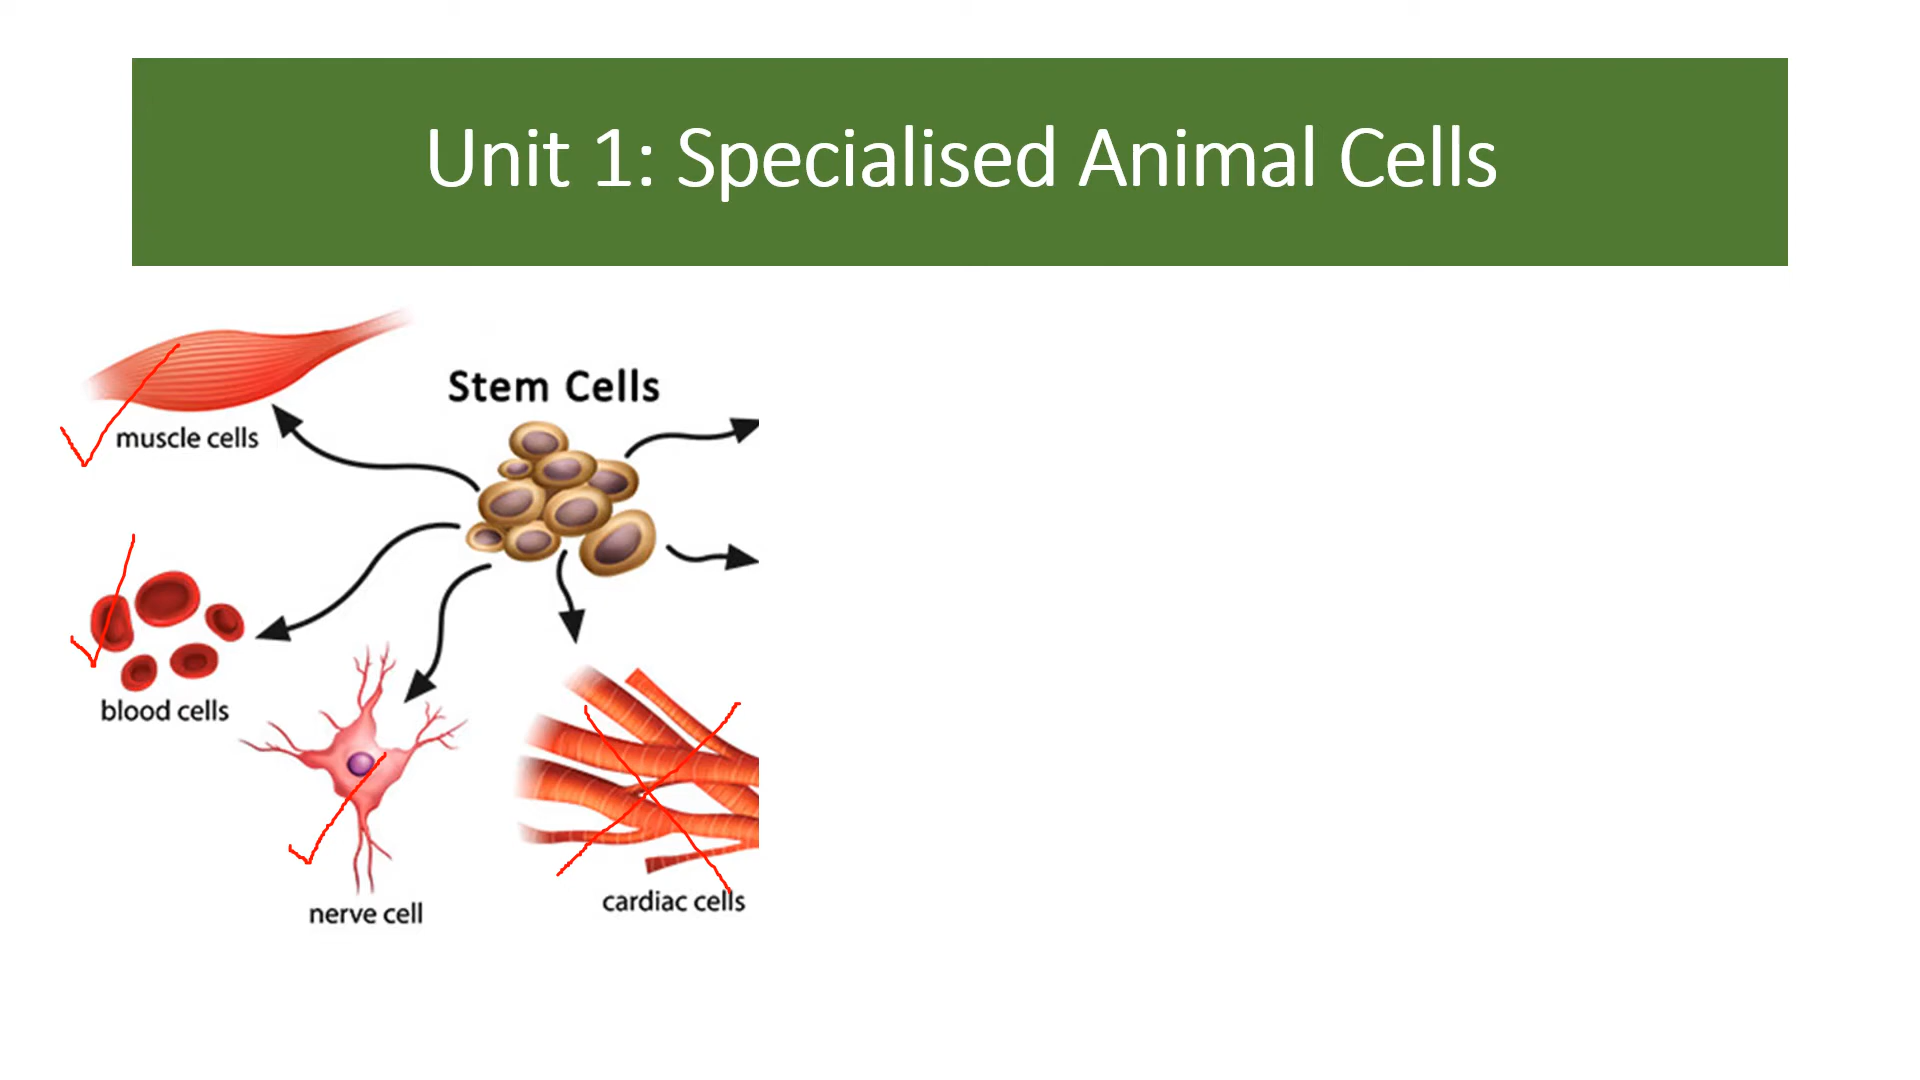 Unit 1: Specialised Animal Cells
Stem Cells
muscle cells
blood cells
nerve cell
cardiac cells